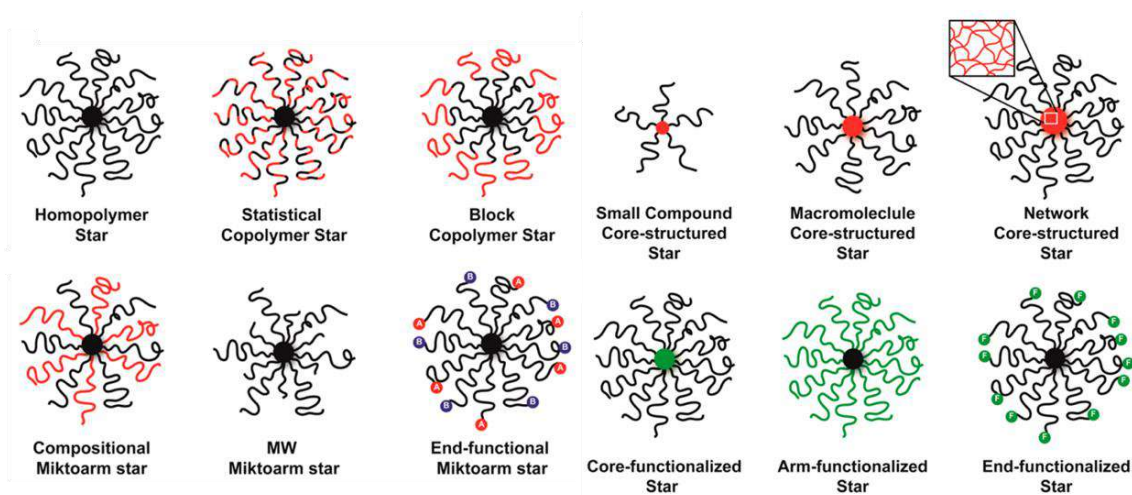 Homopolymer
Star
Statistical
Copolymer Star
Block
Copolymer Star
Small Compound
Core-structured
Star
Macromoleclule
Core-structured
Star
Network
Core-structured
Star
Compositional
Miktoarm star
MW
Miktoarm star
B
A
B
A
A
B
B
A
A
B
B
A
End-functional
Miktoarm star
Core-functionalized
Star
Arm-functionalized
Star
F
F
F
F
F
F
F
F
F
F
F
End-functionalized
Star